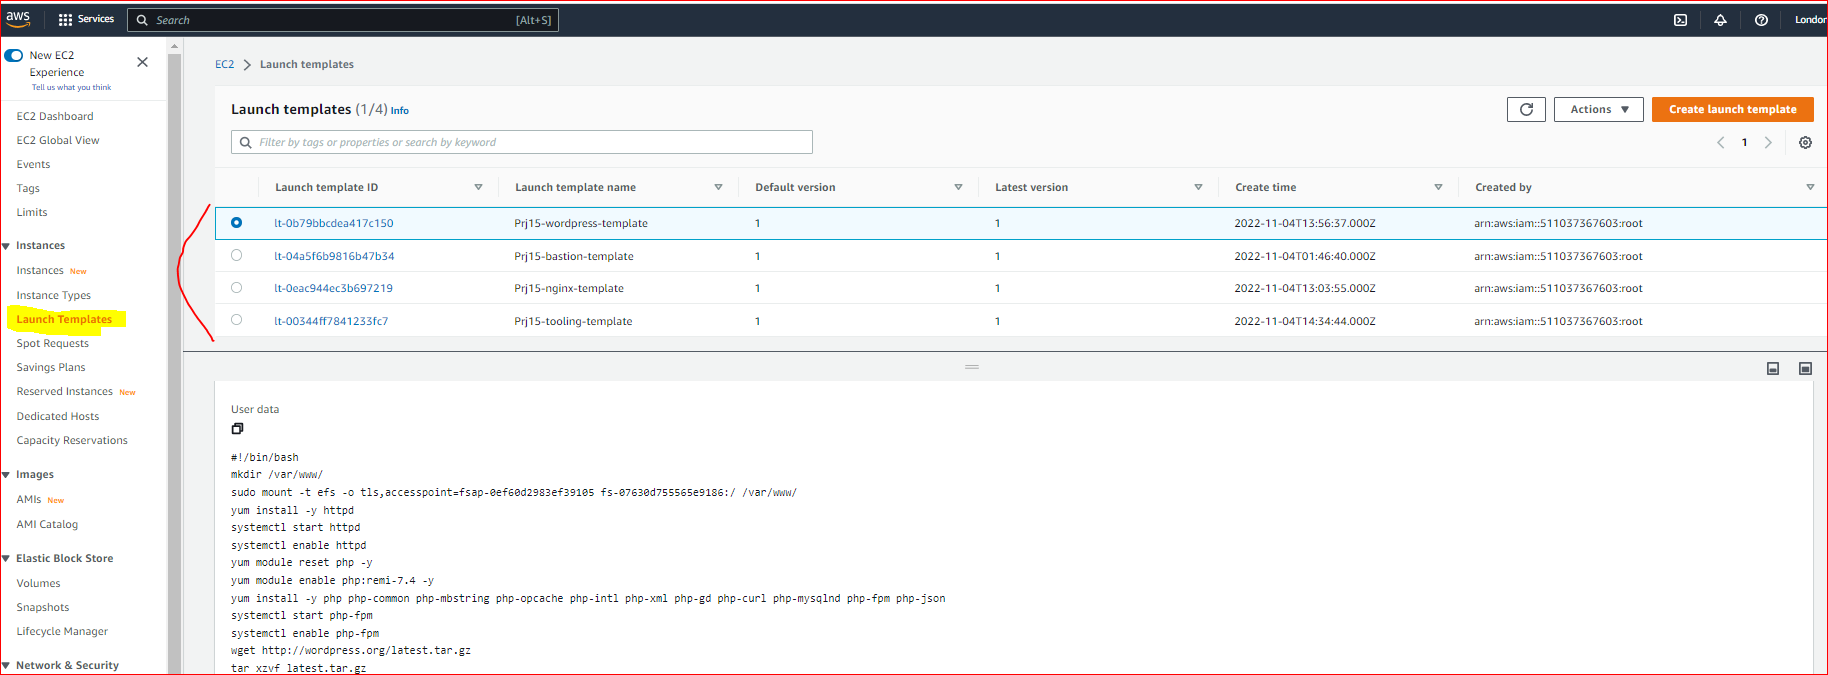 aws
Services
Search
[Alt+S]
London
New EC2
Experience
Tell us what you think
EC2 Dashboard
EC2 Global View
Events
Tags
Limits
Instances
Instances New
Instance Types
Launch Templates
Spot Requests
Savings Plans
Reserved Instances New
Dedicated Hosts
Capacity Reservations
Images
AMIs New
AMI Catalog
Elastic Block Store
Volumes
Snapshots
Lifecycle Manager
Network & Security
EC2 Launch templates
Launch templates (1/4) Info
Actions
Create launch template
Filter by tags or properties or search by keyword
1
Launch template ID Launch template name Default version Latest version Create time Created by
lt-0b79bbcdea417c150 Prj15-wordpress-template 1 1 2022-11-04T13:56:37.000Z arn:aws:iam::511037367603:root
lt-04a5f6b9816b47b34 Prj15-bastion-template 1 1 2022-11-04T01:46:40.000Z arn:aws:iam::511037367603:root
lt-0eac944ec3b697219 Prj15-nginx-template 1 1 2022-11-04T13:03:55.000Z arn:aws:iam::511037367603:root
lt-00344ff7841233fc7 Prj15-tooling-template 1 1 2022-11-04T14:34:44.000Z arn:aws:iam::511037367603:root
User data
#!/bin/bash
mkdir /var/www/
sudo mount -t efs -o tls,accesspoint=fsap-0ef60d2983ef39105 fs-07630d755565e9186:/ /var/www/
yum install -y httpd
systemctl start httpd
systemctl enable httpd
yum module reset php -y
yum module enable php:remi-7.4 -y
yum install -y php php-common php-mbstring php-opcache php-intl php-xml php-gd php-curl php-mysqlnd php-fpm php-json
systemctl start php-fpm
systemctl enable php-fpm
wget http://wordpress.org/latest.tar.gz
tar xzvf latest.tar.gz